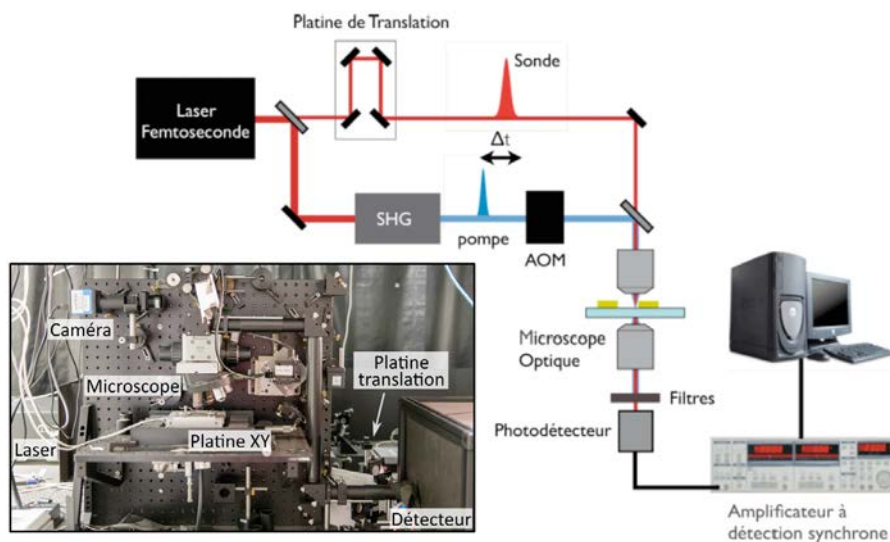 Platine de Translation
Sonde
Laser
Femtoseconde
Δt
SHG
pompe
AOM
Caméra
Microscope
Platine
translation
Laser
Platine XY
Détecteur
Microscope
Optique
Filtres
Photodétecteur
Amplificateur à
détection synchrone